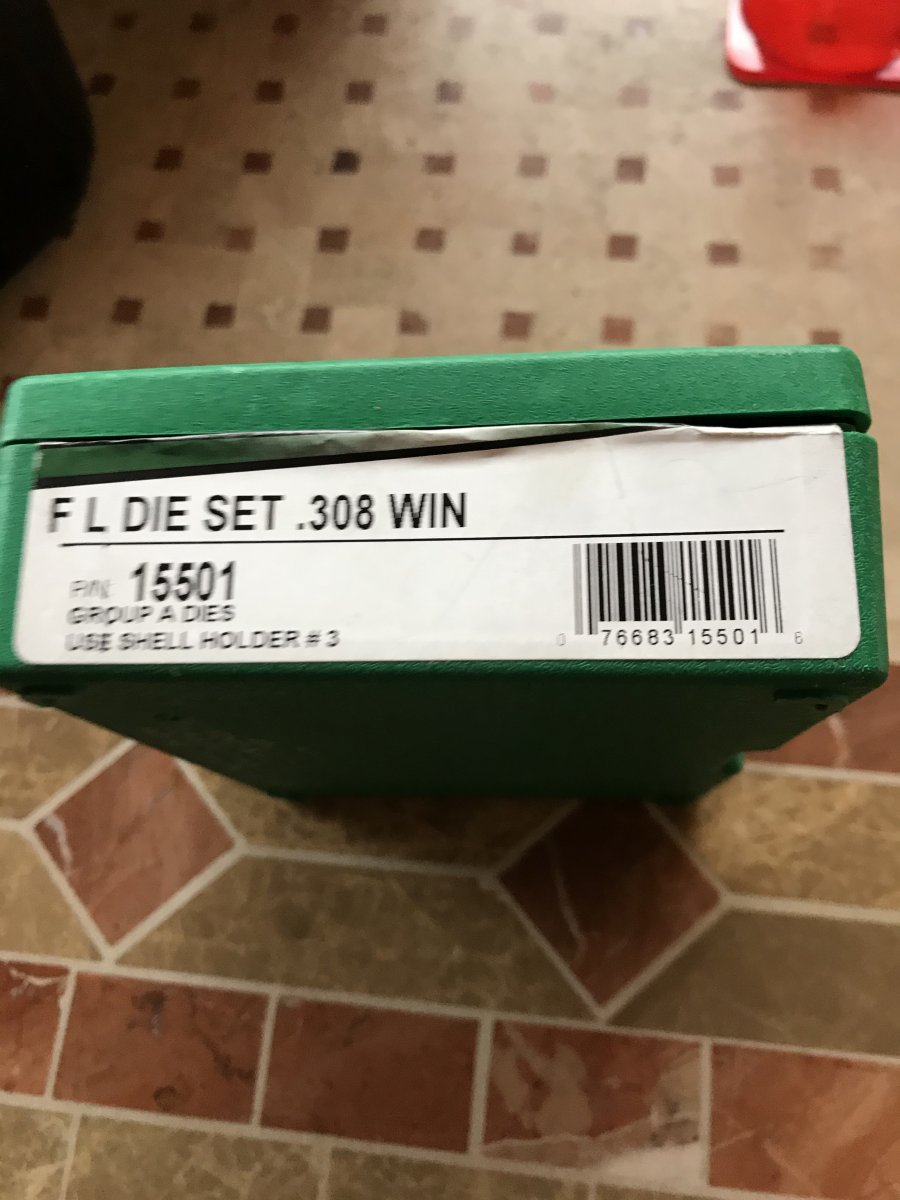 F L DIE SET .308 WIN
P/N: 15501
GROUP A DIES
USE SHELL HOLDER # 3
0 76683 15501 6